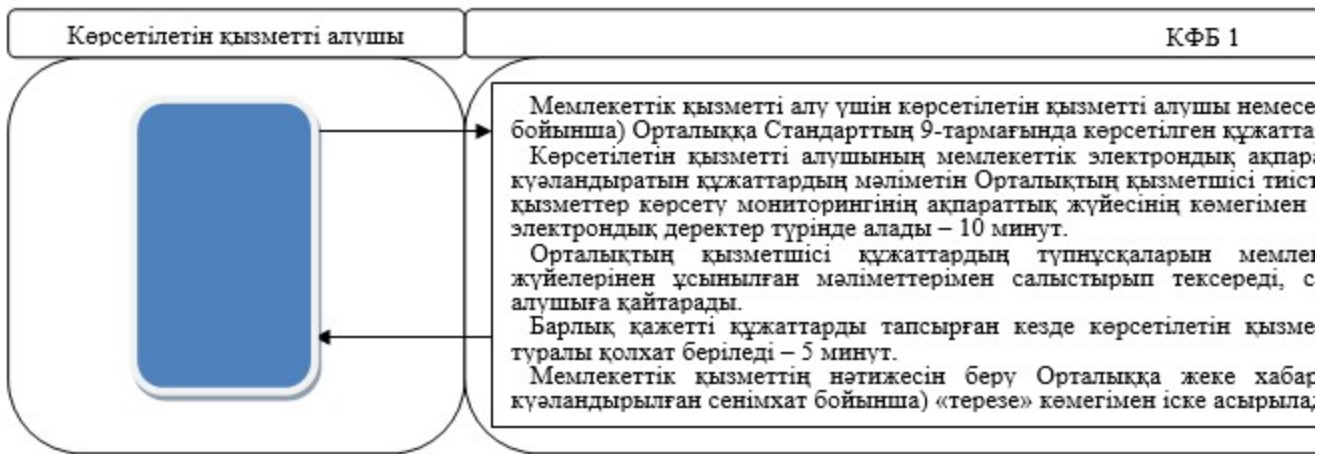 Көрсетілетін қызметті алушы
КФБ 1
Мемлекеттік қызметті алу үшін көрсетілетін қызметті алушы немесе
бойынша) Орталыққа Стандарттың 9-тармағында көрсетілген құжатта
Көрсетілетін қызметті алушының мемлекеттік электрондық ақпар
куәландыратын құжаттардың мәліметін Орталықтың қызметшісі тиіст
қызметтер көрсету мониторингінің ақпараттық жүйесінің көмегімен
электрондық деректер түрінде алады – 10 минут.
Орталықтың қызметшісі құжаттардың түпнұсқаларын мемле
жүйелерінен ұсынылған мәліметтерімен салыстырып тексереді, с
алушыға қайтарады.
Барлық қажетті құжаттарды тапсырған кезде көрсетілетін қызме
туралы қолхат беріледі – 5 минут.
Мемлекеттік қызметтің нәтижесін беру Орталыққа жеке хабар
куәландырылған сенімхат бойынша) «терезе» көмегімен іске асырыла